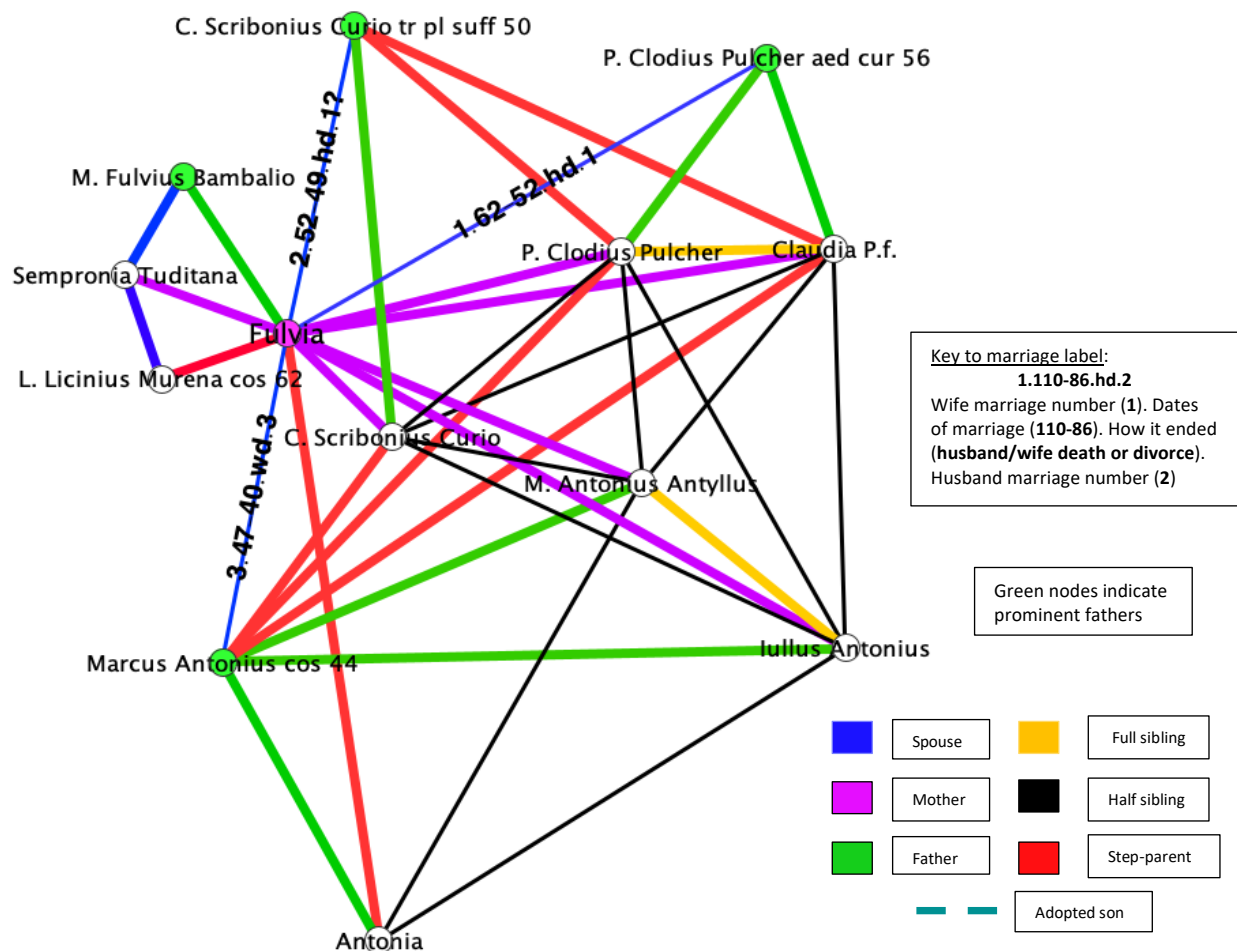 C. Scribonius Curio tr pl suff 50
P. Clodius Pulcher aed cur 56
2. 52 49.hd.1?
1.62 52.hd.1
M. Fulvius Bambalio
P. Clodius Pulcher
Claudia P.f.
Sempronia Tuditana
Fulvia
L. Licinius Murena cos 62
C. Scribonius Curio
M. Antonius Antyllus
3.47 40.wd.3
Iullus Antonius
Marcus Antonius cos 44
Antonia
Key to marriage label:
1.110-86.hd.2
Wife marriage number (1). Dates
of marriage (110-86). How it ended
(husband/wife death or divorce).
Husband marriage number (2)
Green nodes indicate
prominent fathers
Spouse
Full sibling
Mother
Half sibling
Father
Step-parent
Adopted son